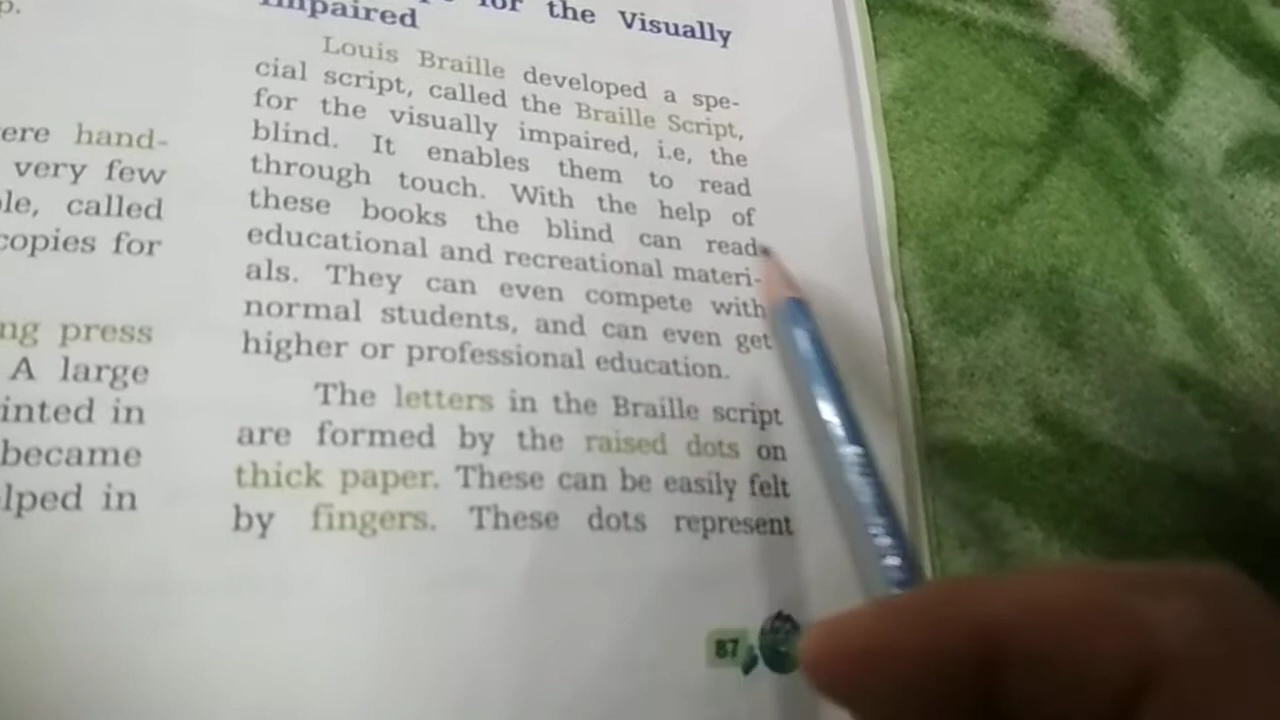 p.
ere hand-
very few
le, called
copies for
ng press
A large
inted in
became
lped in
for the Visually
Impaired
Louis Braille developed a spe-
cial script, called the Braille Script,
for the visually impaired, i.e, the
blind. It enables them to read
through touch. With the help of
these books the blind can read
educational and recreational materi-
als. They can even compete with
normal students, and can even get
higher or professional education.
The letters in the Braille script
are formed by the raised dots on
thick paper. These can be easily felt
by fingers. These dots represent
87